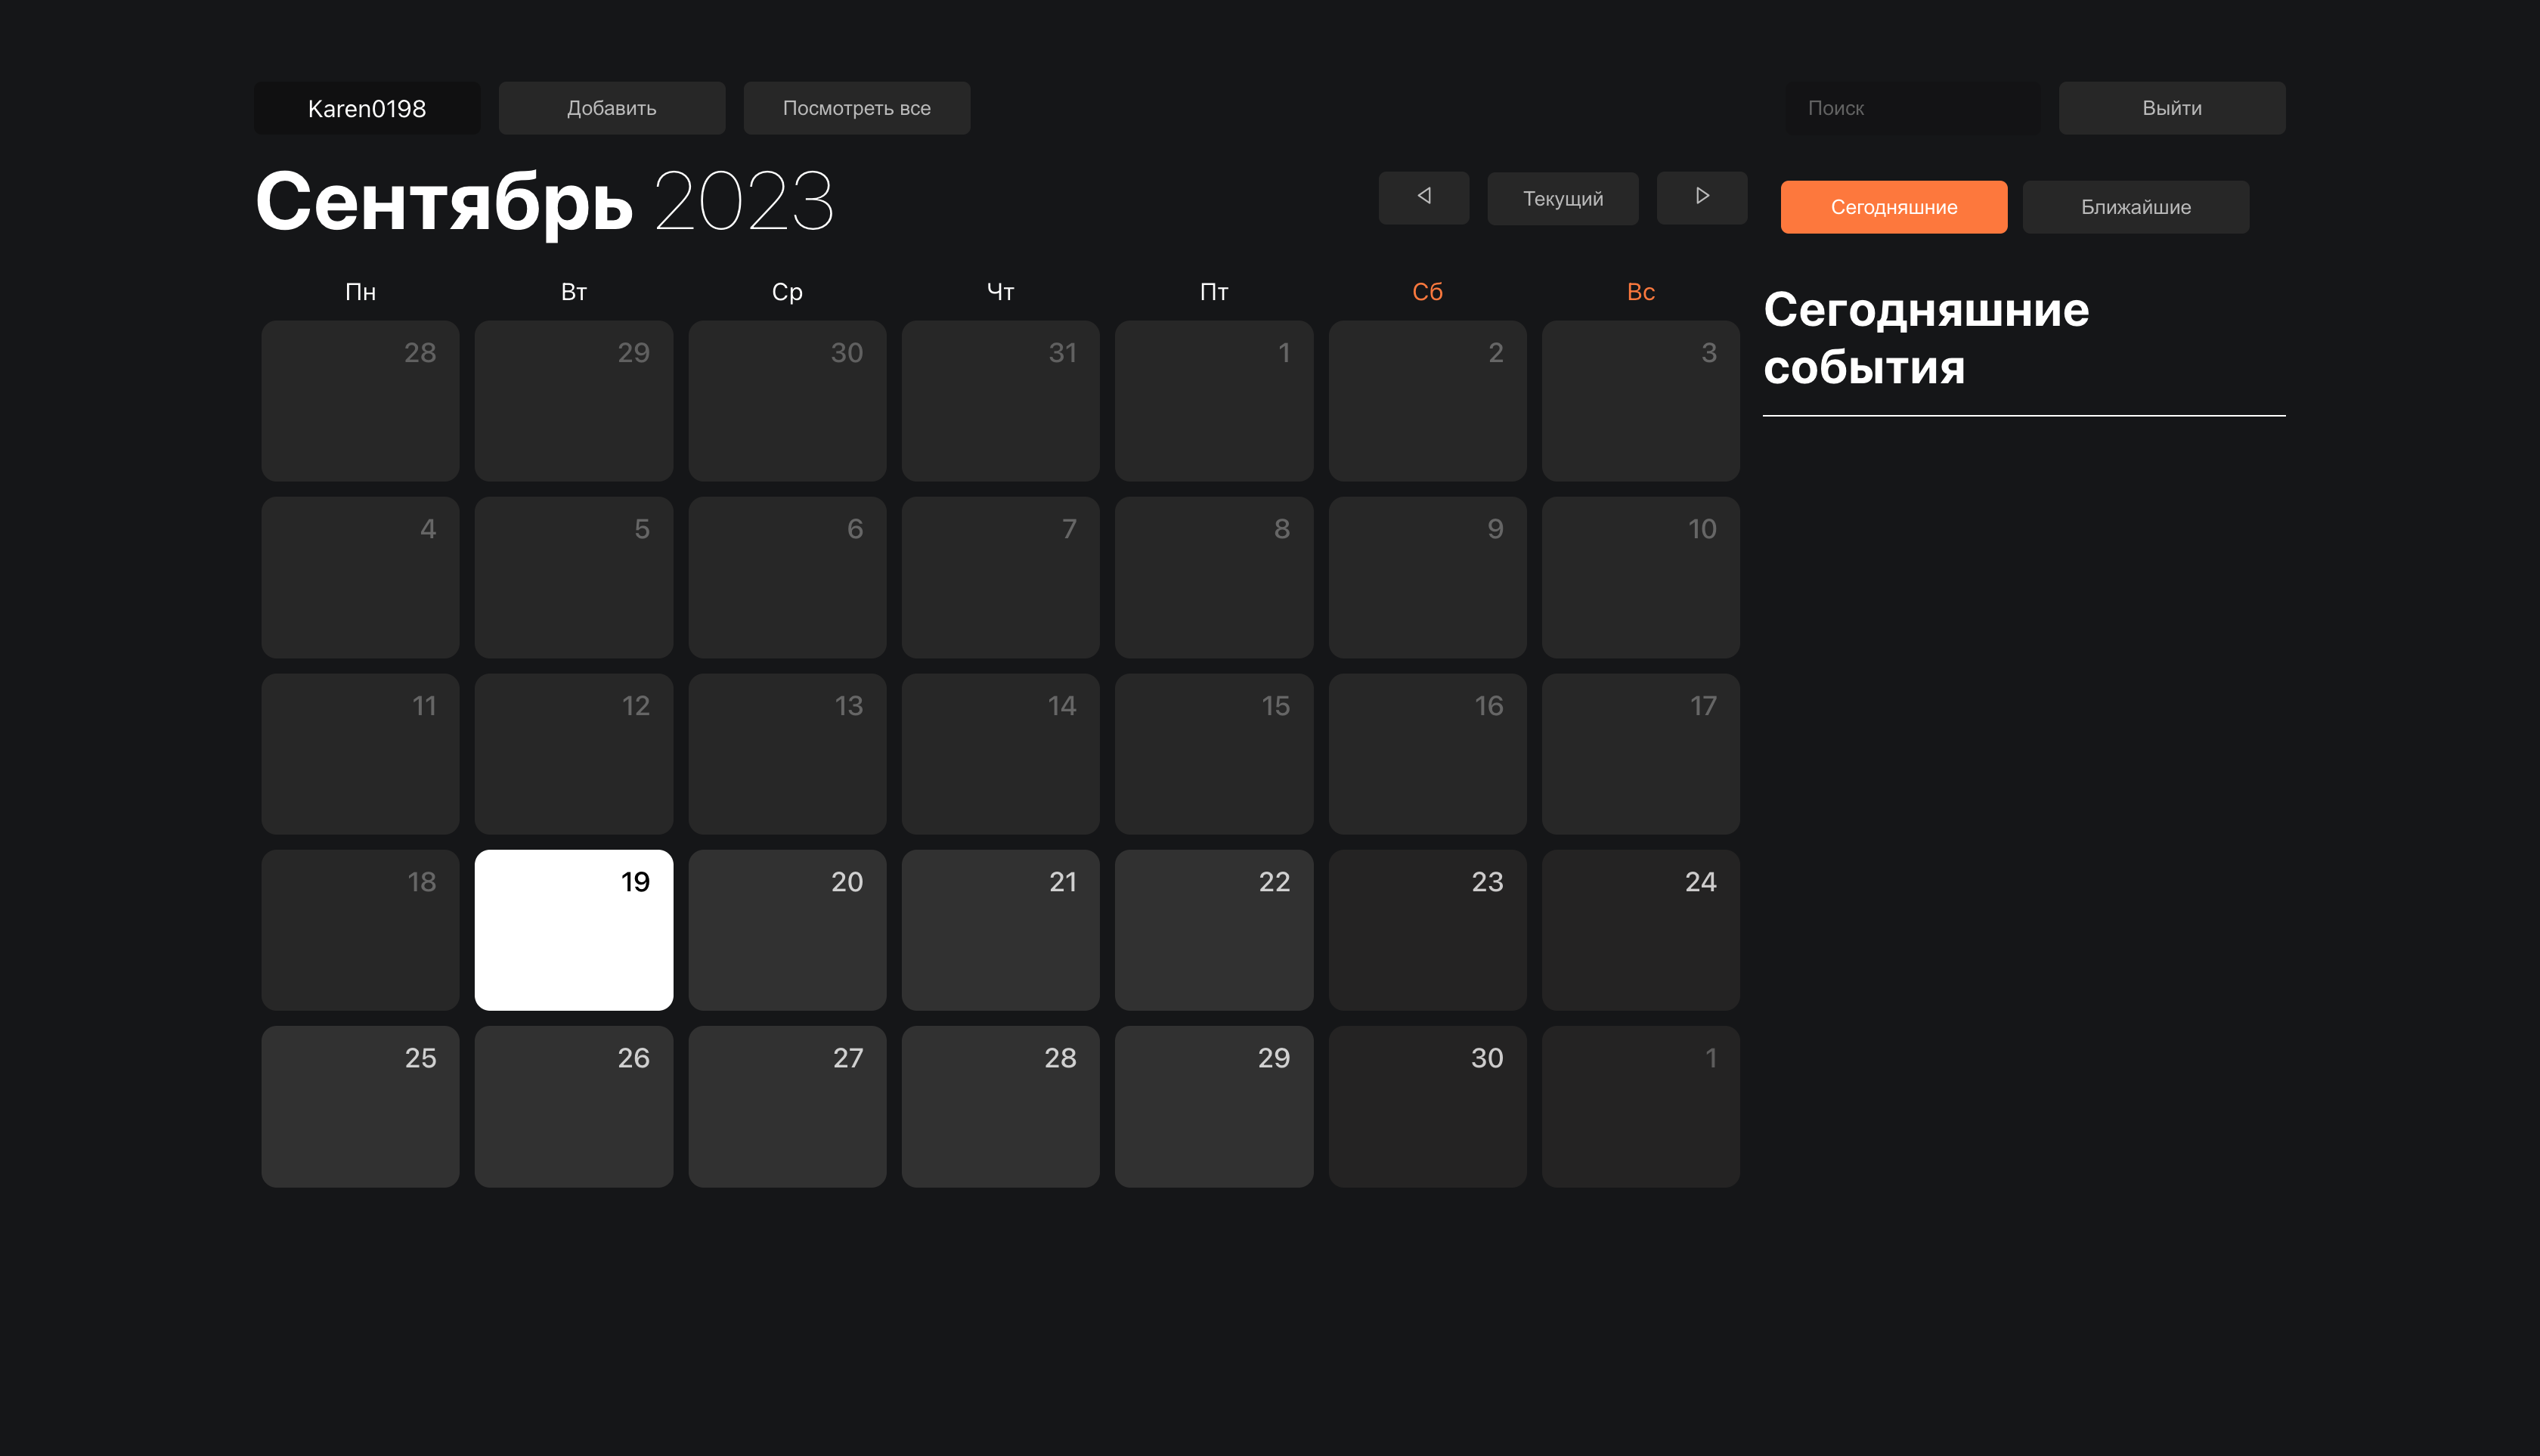 Karen0198 Добавить Посмотреть все Поиск Выйти
Сентябрь 2023 Текущий Сегодняшние Ближайшие
Пн Вт Ср Чт Пт Сб Вс
28 29 30 31 1 2 3
4 5 6 7 8 9 10
11 12 13 14 15 16 17
18 19 20 21 22 23 24
25 26 27 28 29 30 1
Сегодняшние
события